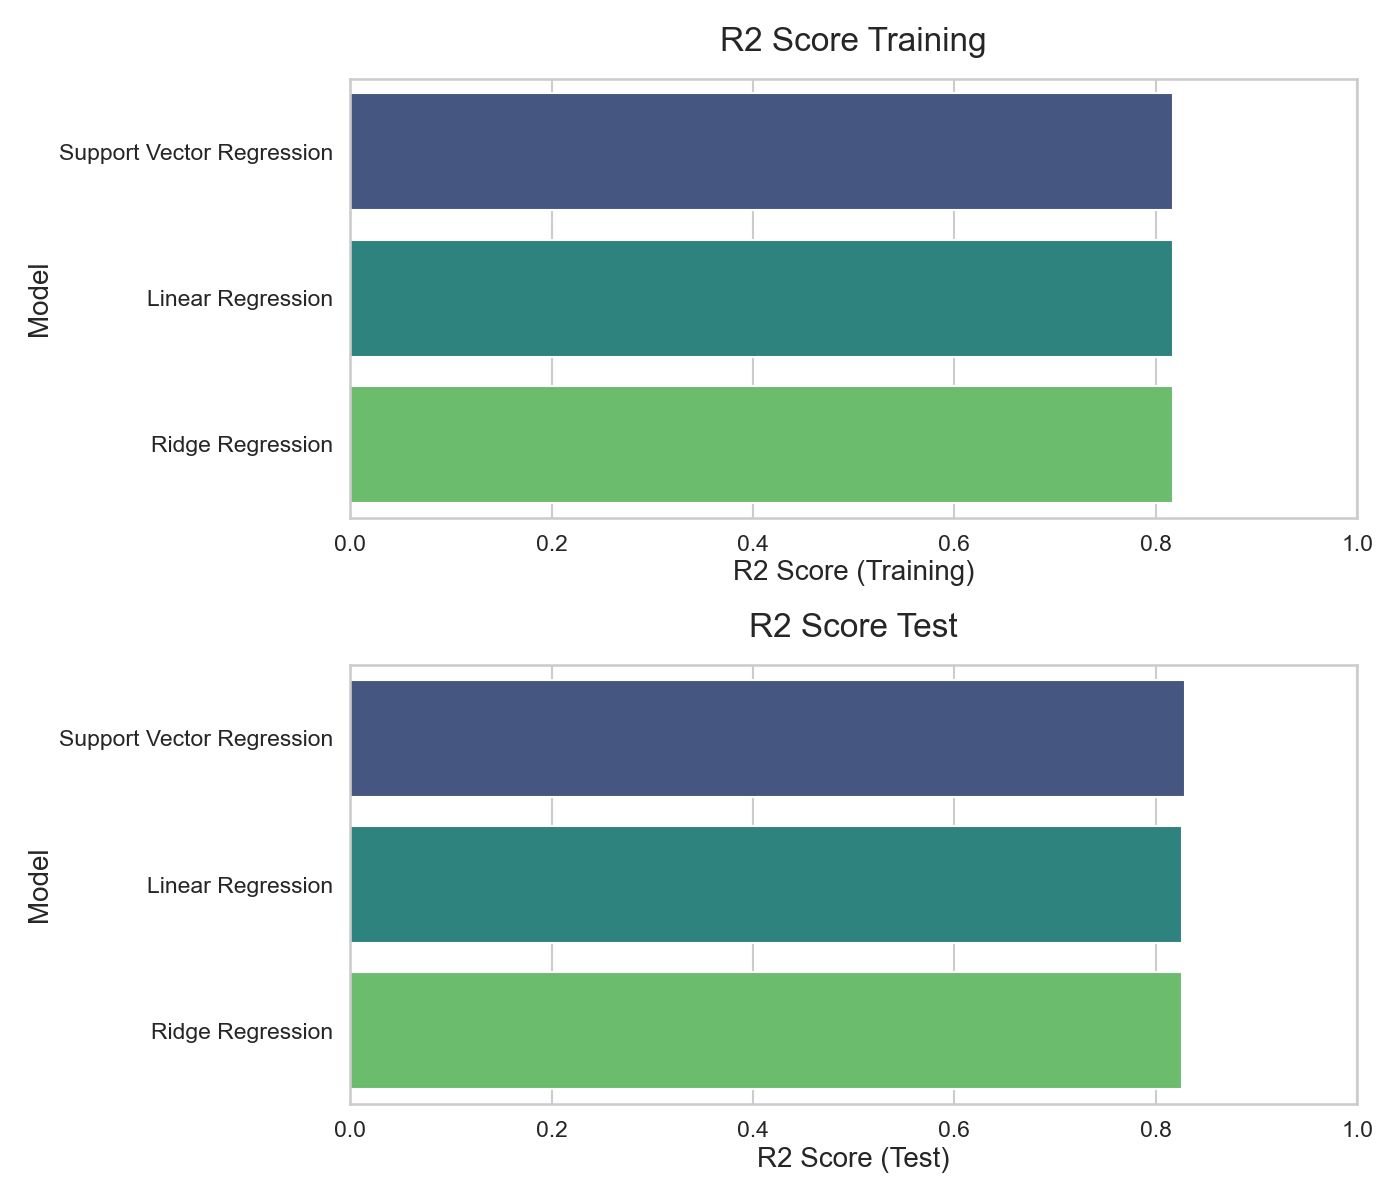 R2 Score Training
Model
Support Vector Regression
Linear Regression
Ridge Regression
0.0 0.2 0.4 0.6 0.8 1.0
R2 Score (Training)
R2 Score Test
Model
Support Vector Regression
Linear Regression
Ridge Regression
0.0 0.2 0.4 0.6 0.8 1.0
R2 Score (Test)